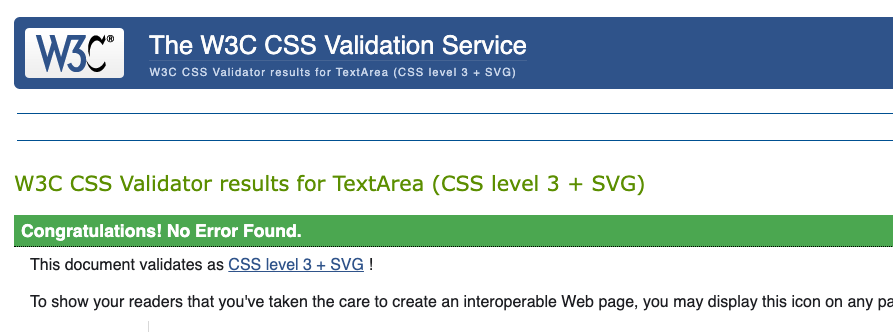 W3C®
The W3C CSS Validation Service
W3C CSS Validator results for TextArea (CSS level 3 + SVG)
W3C CSS Validator results for TextArea (CSS level 3 + SVG)
Congratulations! No Error Found.
This document validates as CSS level 3 + SVG !
To show your readers that you've taken the care to create an interoperable Web page, you may display this icon on any